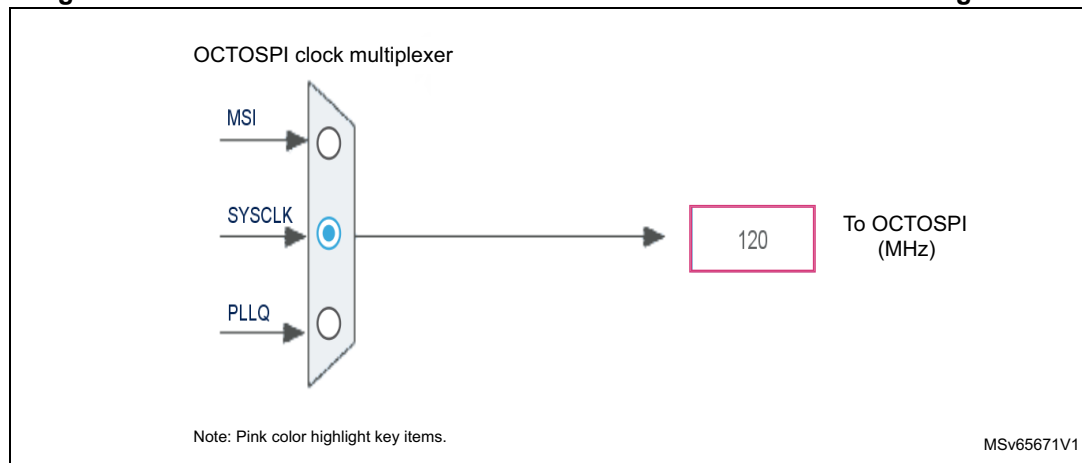 OCTOSPI clock multiplexer
MSI
SYSCLK
PLLQ
120
To OCTOSPI
(MHz)
Note: Pink color highlight key items.
MSv65671V1